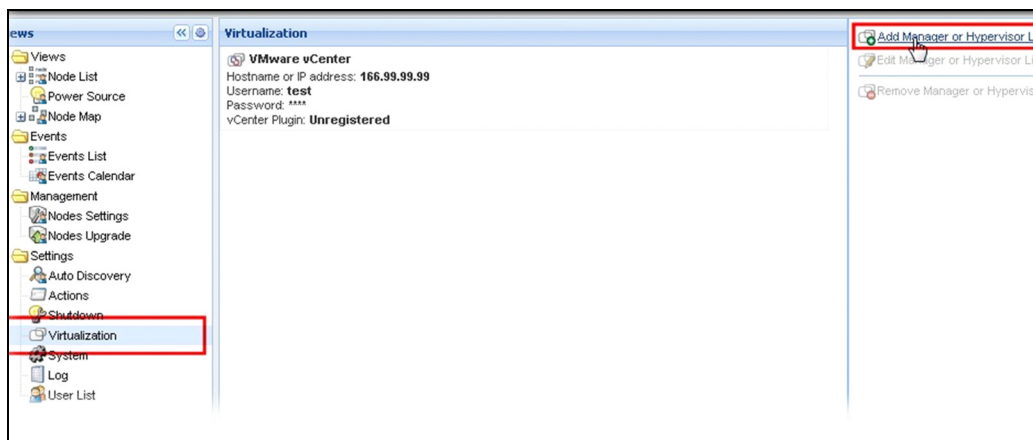 ews
Views
Node List
Power Source
Node Map
Events
Events List
Events Calendar
Management
Nodes Settings
Nodes Upgrade
Settings
Auto Discovery
Actions
Shutdown
Virtualization
System
Log
User List
Virtualization
VMware vCenter
Hostname or IP address: 166.99.99.99
Username: test
Password: ****
vCenter Plugin: Unregistered
Add Manager or Hypervisor L
Edit Manager or Hypervisor Li
Remove Manager or Hypervis